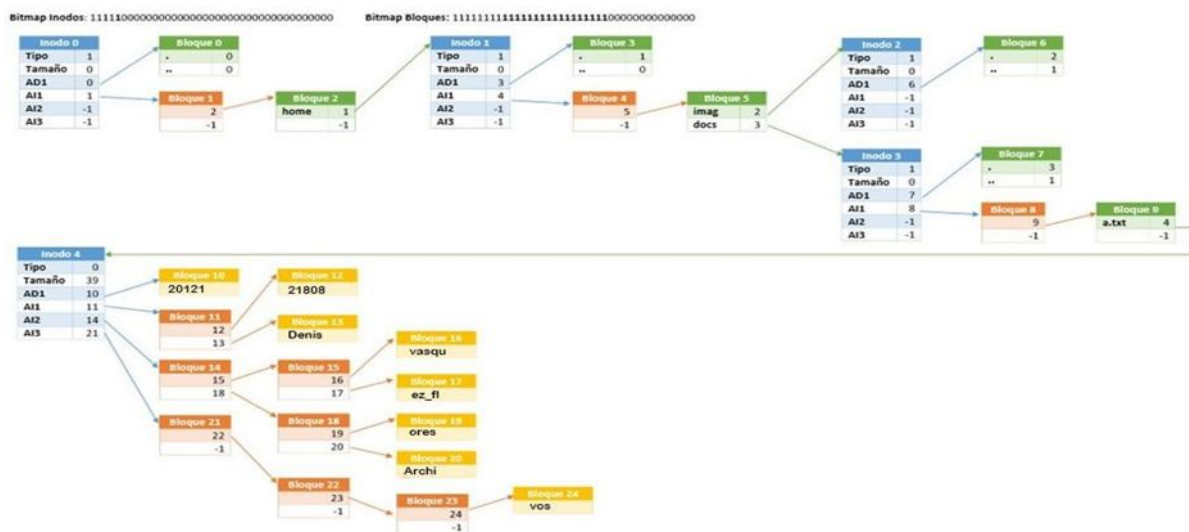 Bitmap Inodos:
Bitmap Bloques:
Inodo 0
Tipo 1
Tamaño 0
AD1 0
AI1 1
AI2 -1
AI3 -1
Bloque 0
. 0
.. 0
Bloque 1
2
-1
Bloque 2
home 1
-1
Inodo 1
Tipo 1
Tamaño 0
AD1 3
AI1 4
AI2 -1
AI3 -1
Bloque 3
. 1
.. 0
Bloque 4
5
-1
Bloque 5
imag 2
docs 3
Inodo 2
Tipo 1
Tamaño 0
AD1 6
AI1 -1
AI2 -1
AI3 -1
Bloque 6
. 2
.. 1
Inodo 3
Tipo 1
Tamaño 0
AD1 7
AI1 8
AI2 -1
AI3 -1
Bloque 7
. 3
.. 1
Bloque 8
9
-1
Bloque 9
a.txt 4
-1
Inodo 4
Tipo 0
Tamaño 39
AD1 10
AI1 11
AI2 14
AI3 21
Bloque 10
20121
Bloque 11
12
13
Bloque 12
21808
Bloque 13
Denis
Bloque 14
15
18
Bloque 15
16
17
Bloque 16
vasqu
Bloque 17
ez_fl
Bloque 18
19
20
Bloque 19
ores
Bloque 20
Archi
Bloque 21
22
-1
Bloque 22
23
-1
Bloque 23
24
-1
Bloque 24
vos